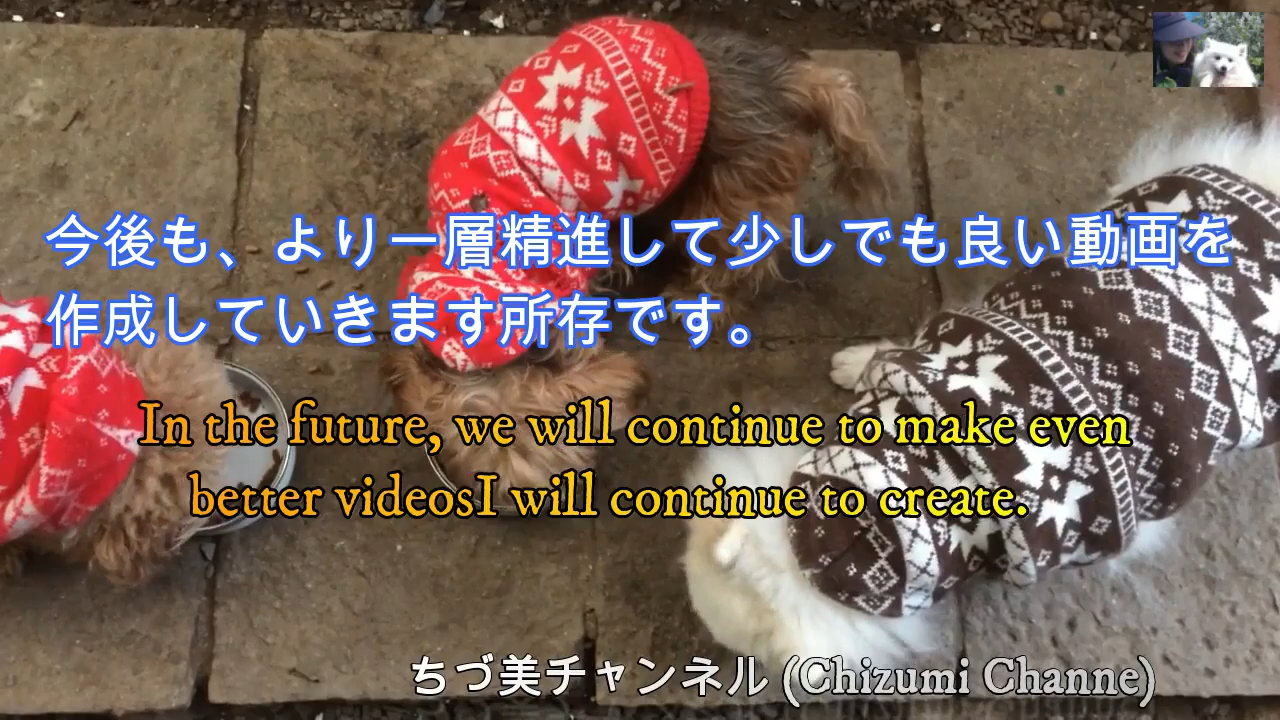 今後も、より一層精進して少しでも良い動画を
作成していきます所存です。
In the future, we will continue to make even
better videosI will continue to create.
ちづ美チャンネル (Chizumi Channe)